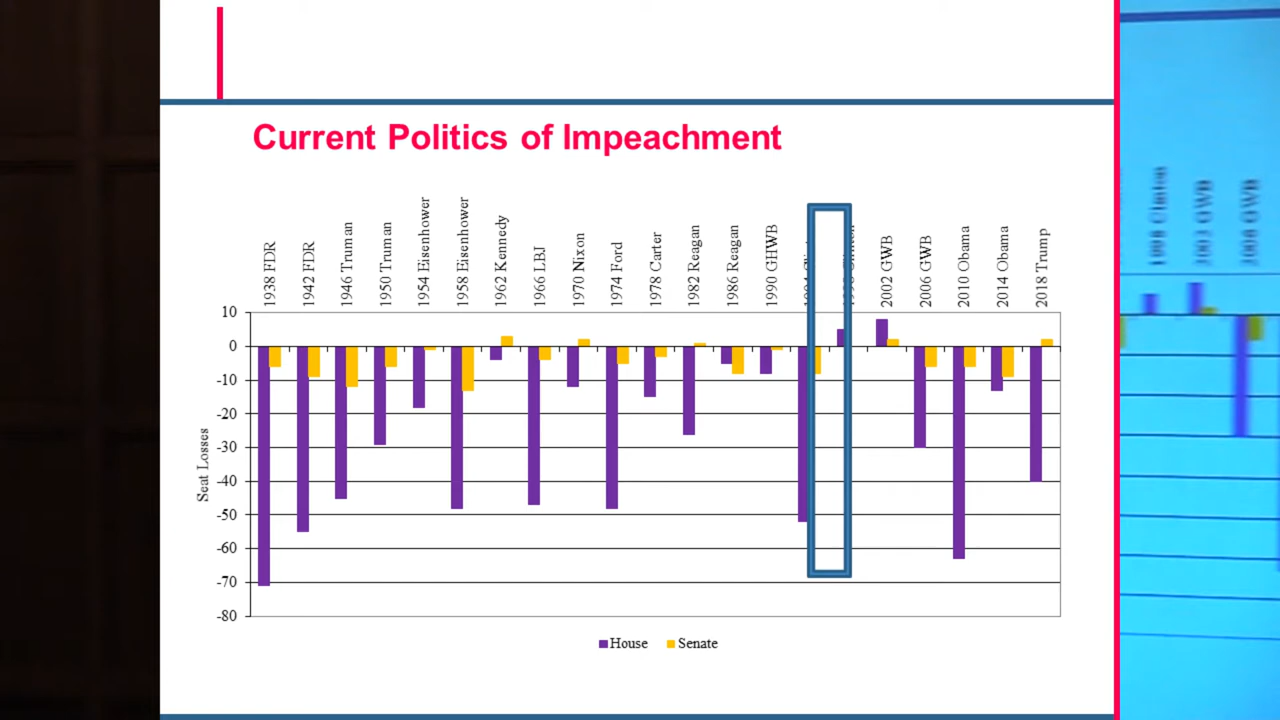 Current Politics of Impeachment
1938 FDR
1942 FDR
1946 Truman
1950 Truman
1954 Eisenhower
1958 Eisenhower
1962 Kennedy
1966 LBJ
1970 Nixon
1974 Ford
1978 Carter
1982 Reagan
1986 Reagan
1990 GHWB
2002 GWB
2006 GWB
2010 Obama
2014 Obama
2018 Trump
10
0
-10
-20
-30
-40
-50
-60
-70
-80
Seat Losses
House
Senate
1998 Clinton